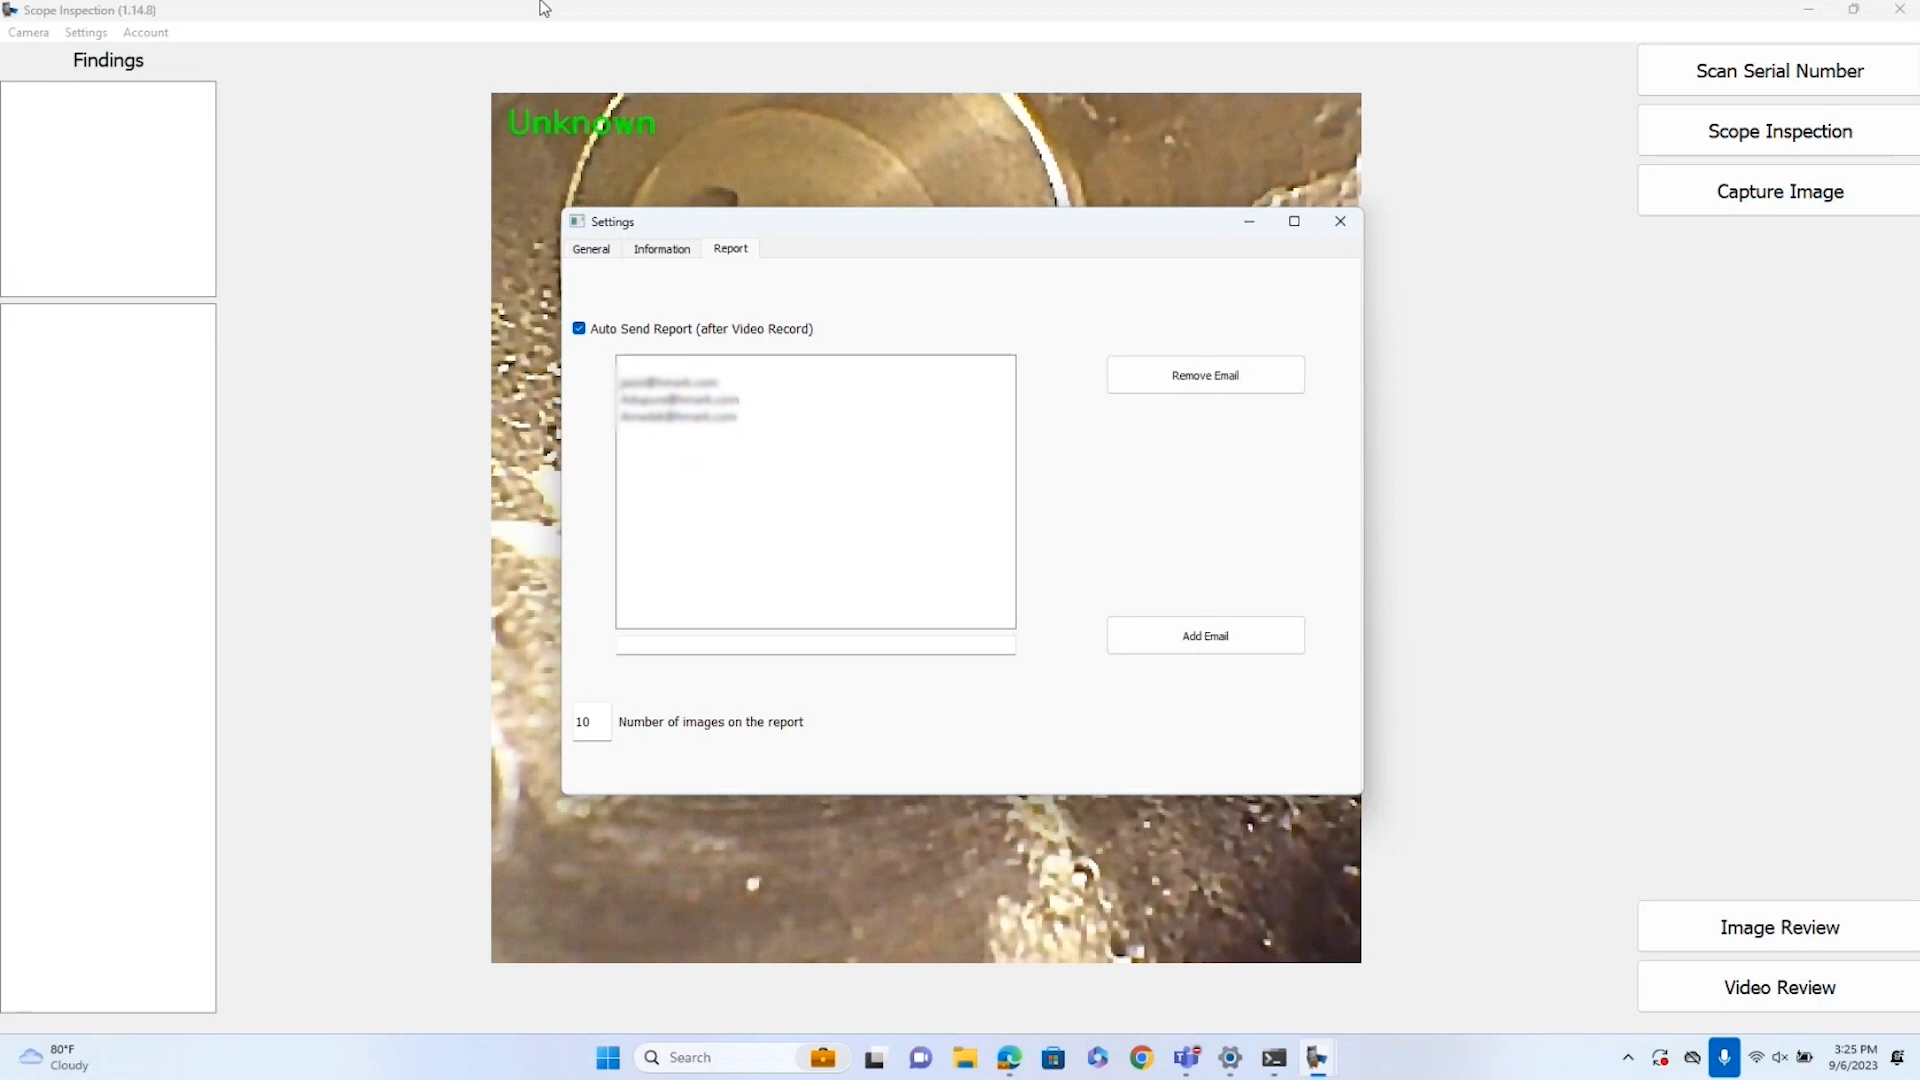 Scope Inspection (1.14.8)
Camera Settings Account
Findings
Unknown
Scan Serial Number
Scope Inspection
Capture Image
Settings
General Information Report
Auto Send Report (after Video Record)
Remove Email
Add Email
10 Number of images on the report
Image Review
Video Review
80°F
Cloudy
Search
3:25 PM
9/6/2023